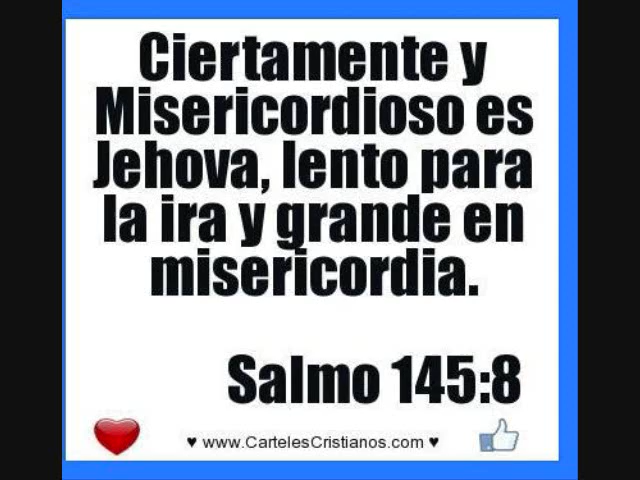 Ciertamente y
Misericordioso es
Jehova, lento para
la ira y grande en
misericordia.
Salmo 145:8
♥ www.CartelesCristianos.com ♥